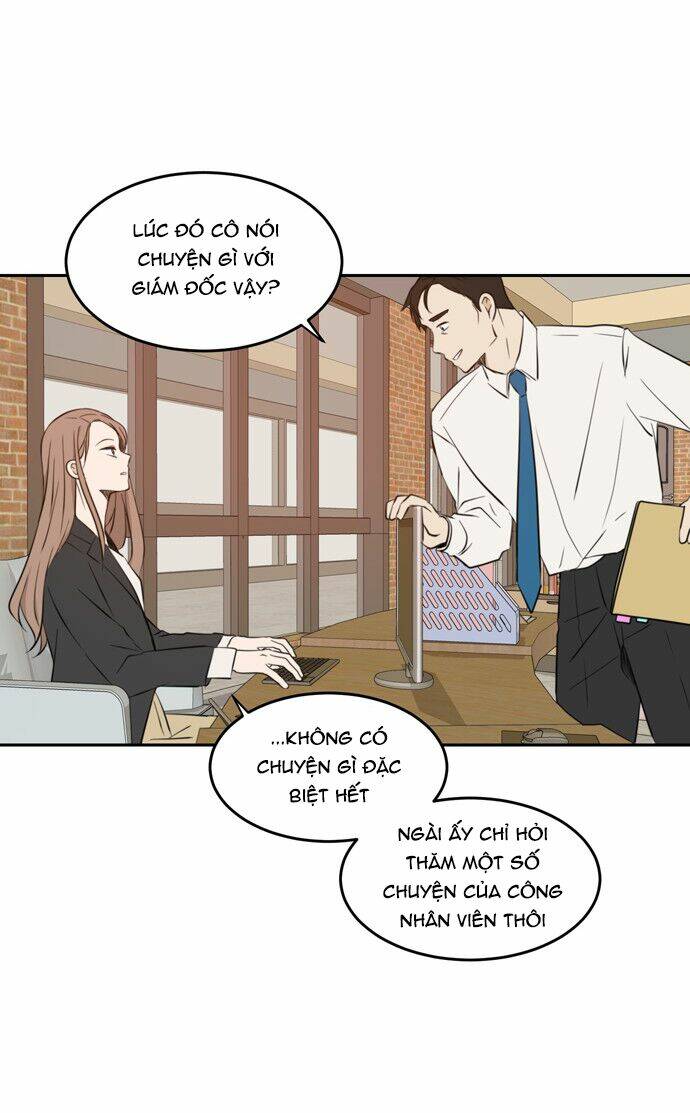 LÚC ĐÓ CÔ NÓI
CHUYỆN GÌ VỚI
GIÁM ĐỐC VẬY?
...KHÔNG CÓ
CHUYỆN GÌ ĐẶC
BIỆT HẾT
NGÀI ẤY CHỈ HỎI
THĂM MỘT SỐ
CHUYỆN CỦA CÔNG
NHÂN VIÊN THÔI